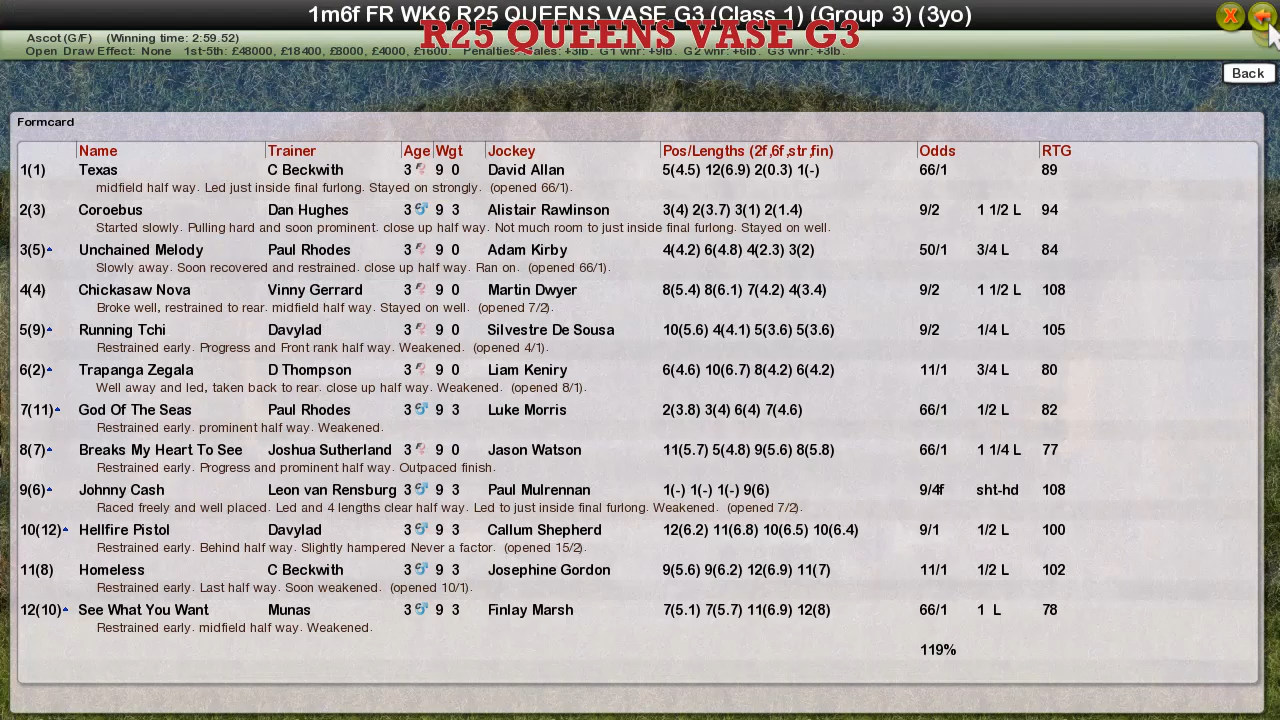 1m6f FR WK6 R25 QUEENS VASE G3 (Class 1) (Group 3) (3yo)
R25 QUEENS VASE G3
Ascot(G/F) (Winning time: 2:59.52)
Open Draw Effect: None 1st-5th: £48000, £18400, £8000, £4000, £1600. Penalties: Sales: +3lb. G1 wnr: +9lb. G2 wnr: +6lb. G3 wnr: +3lb.
X
Back
Formcard
Name Trainer Age Wgt Jockey Pos/Lengths (2f,6f,str,fin) Odds RTG
1(1) Texas C Beckwith 3 9 0 David Allan 5(4.5) 12(6.9) 2(0.3) 1(-) 66/1 89
midfield half way. Led just inside final furlong. Stayed on strongly. (opened 66/1).
2(3) Coroebus Dan Hughes 3 9 3 Alistair Rawlinson 3(4) 2(3.7) 3(1) 2(1.4) 9/2 1 1/2 L 94
Started slowly. Pulling hard and soon prominent. close up half way. Not much room to just inside final furlong. Stayed on well.
3(5) Unchained Melody Paul Rhodes 3 9 0 Adam Kirby 4(4.2) 6(4.8) 4(2.3) 3(2) 50/1 3/4 L 84
Slowly away. Soon recovered and restrained. close up half way. Ran on. (opened 66/1).
4(4) Chickasaw Nova Vinny Gerrard 3 9 0 Martin Dwyer 8(5.4) 8(6.1) 7(4.2) 4(3.4) 9/2 1 1/2 L 108
Broke well, restrained to rear. midfield half way. Stayed on well. (opened 7/2).
5(9) Running Tchi Davylad 3 9 0 Silvestre De Sousa 10(5.6) 4(4.1) 5(3.6) 5(3.6) 9/2 1/4 L 105
Restrained early. Progress and Front rank half way. Weakened. (opened 4/1).
6(2) Trapanga Zegala D Thompson 3 9 0 Liam Keniry 6(4.6) 10(6.7) 8(4.2) 6(4.2) 11/1 3/4 L 80
Well away and led, taken back to rear. close up half way. Weakened. (opened 8/1).
7(11) God Of The Seas Paul Rhodes 3 9 3 Luke Morris 2(3.8) 3(4) 6(4) 7(4.6) 66/1 1/2 L 82
Restrained early. prominent half way. Weakened.
8(7) Breaks My Heart To See Joshua Sutherland 3 9 0 Jason Watson 11(5.7) 5(4.8) 9(5.6) 8(5.8) 66/1 1 1/4 L 77
Restrained early. Progress and prominent half way. Outpaced finish.
9(6) Johnny Cash Leon van Rensburg 3 9 3 Paul Mulrennan 1(-) 1(-) 1(-) 9(6) 9/4f sht-hd 108
Raced freely and well placed. Led and 4 lengths clear half way. Led to just inside final furlong. Weakened. (opened 7/2).
10(12) Hellfire Pistol Davylad 3 9 3 Callum Shepherd 12(6.2) 11(6.8) 10(6.5) 10(6.4) 9/1 1/2 L 100
Restrained early. Behind half way. Slightly hampered Never a factor. (opened 15/2).
11(8) Homeless C Beckwith 3 9 3 Josephine Gordon 9(5.6) 9(6.2) 12(6.9) 11(7) 11/1 1/2 L 102
Restrained early. Last half way. Soon weakened. (opened 10/1).
12(10) See What You Want Munas 3 9 3 Finlay Marsh 7(5.1) 7(5.7) 11(6.9) 12(8) 66/1 1 L 78
Restrained early. midfield half way. Weakened.
119%